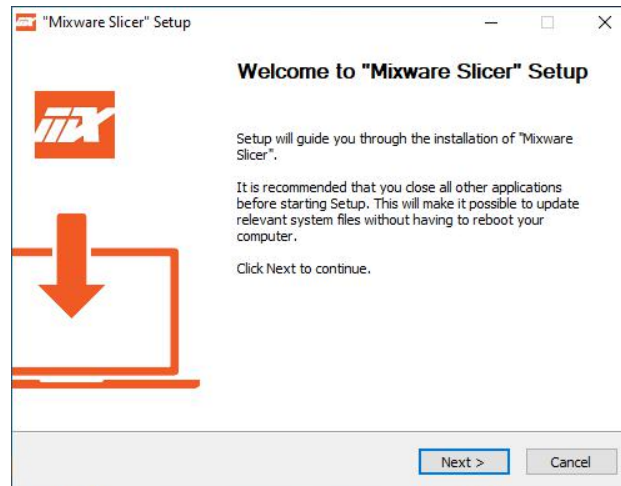 "Mixware Slicer" Setup
Welcome to "Mixware Slicer" Setup
Setup will guide you through the installation of "Mixware
Slicer".
It is recommended that you close all other applications
before starting Setup. This will make it possible to update
relevant system files without having to reboot your
computer.
Click Next to continue.
Next >
Cancel